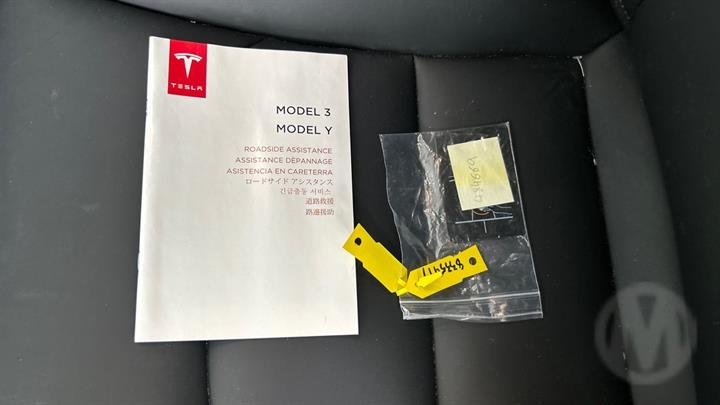 TESLA
MODEL 3
MODEL Y
ROADSIDE ASSISTANCE
ASSISTANCE DÉPANNAGE
ASISTENCIA EN CARRETERA
ロードサイド アシスタンス
긴급출동 서비스
道路救援
路邊援助
M